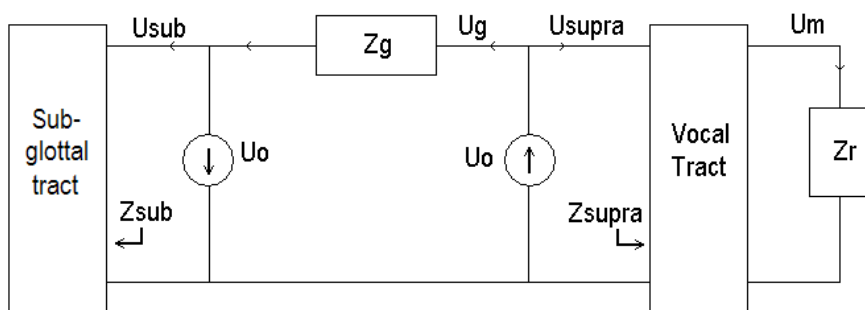 Usub
Ug
Usupra
Um
Zg
Sub-
glottal
tract
Uo
Uo
Vocal
Tract
Zr
Zsub
Zsupra